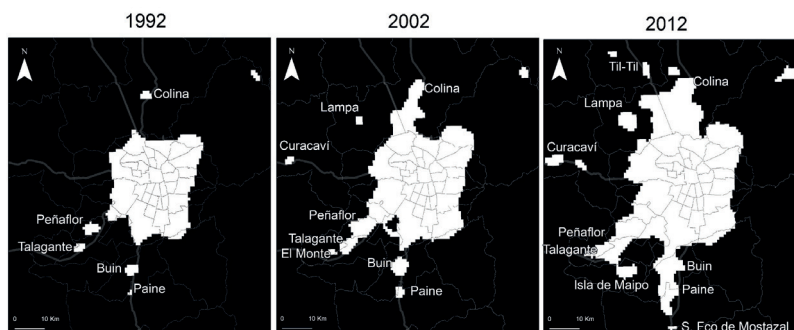 1992
N
Colina
Peñaflor
Talagante
Buin
Paine
0 10 Km
2002
N
Colina
Lampa
Curacaví
Peñaflor
Talagante
El Monte
Buin
Paine
0 10 Km
2012
N
Til-Til
Colina
Lampa
Curacaví
Peñaflor
Talagante
Isla de Maipo
Buin
Paine
S. Fco de Mostazal
0 10 Km